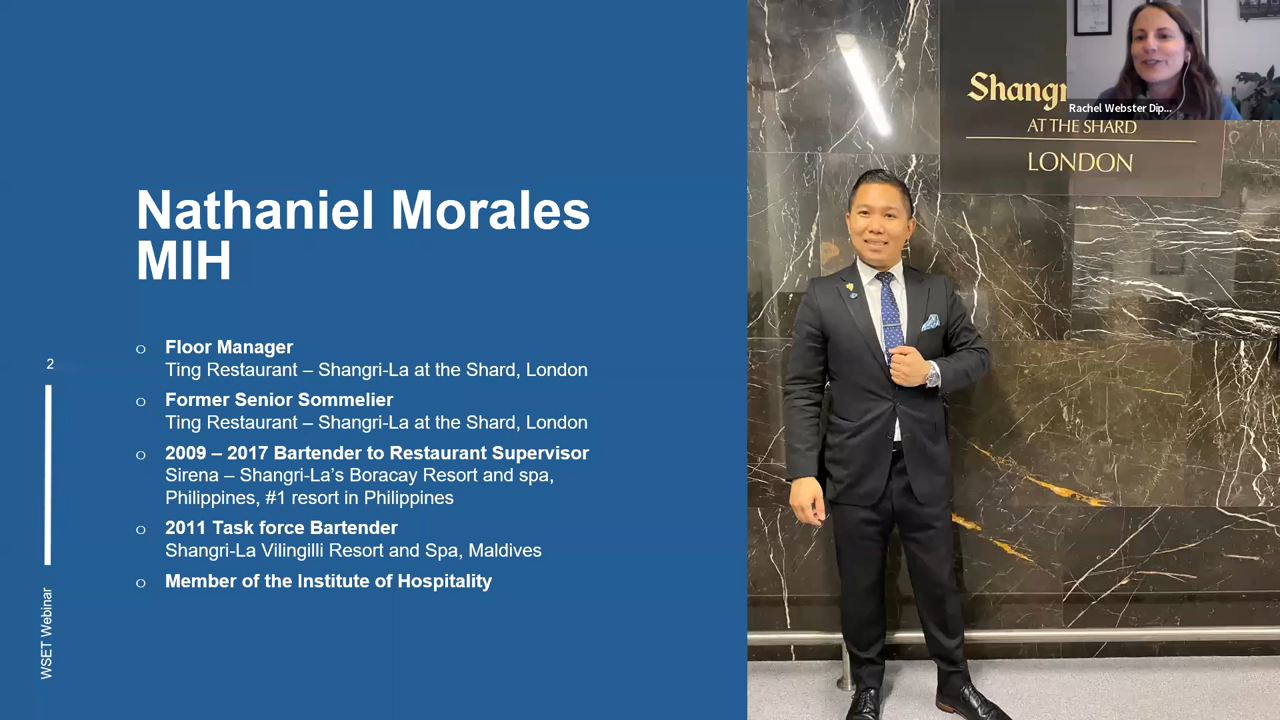 Nathaniel Morales
MIH
o Floor Manager
Ting Restaurant – Shangri-La at the Shard, London
o Former Senior Sommelier
Ting Restaurant – Shangri-La at the Shard, London
o 2009 – 2017 Bartender to Restaurant Supervisor
Sirena – Shangri-La’s Boracay Resort and spa,
Philippines, #1 resort in Philippines
o 2011 Task force Bartender
Shangri-La Vilingilli Resort and Spa, Maldives
o Member of the Institute of Hospitality
2
WSET Webinar
Shangr
AT THE SHARD
LONDON
Rachel Webster Dip...